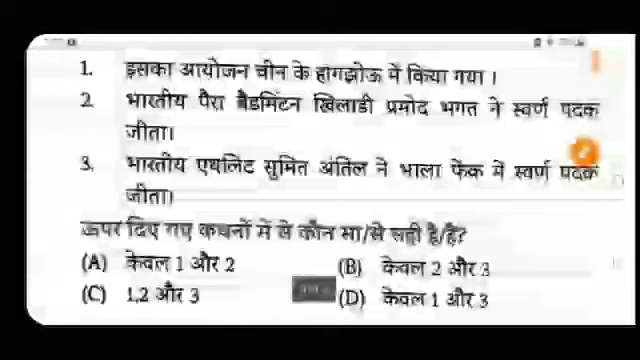 1. इसका आयोजन चीन के हांगझोऊ में किया गया।
2. भारतीय पैरा बैडमिंटन खिलाडी प्रमोद भगत ने स्वर्ण पदक
जीता।
3. भारतीय एथलिट सुमित अंतिल ने भाला फेंक में स्वर्ण पदक
जीता।
ऊपर दिए गए कथनों में से कौन सा/से सही है/हैं?
(A) केवल 1 और 2
(B) केवल 2 और 3
(C) 1,2 और 3
(D) केवल 1 और 3